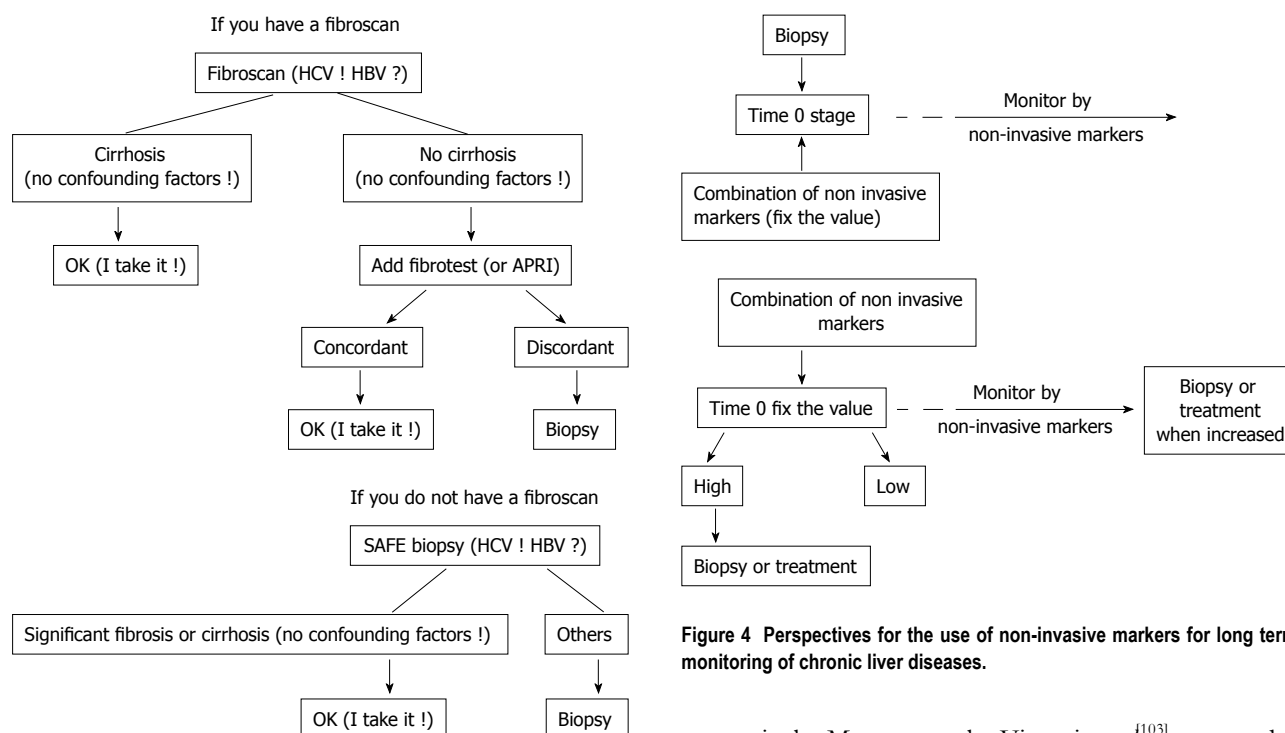 If you have a fibroscan
Fibroscan (HCV ! HBV ?)
Cirrhosis
(no confounding factors !)
No cirrhosis
(no confounding factors !)
OK (I take it !)
Add fibrotest (or APRI)
Concordant
Discordant
OK (I take it !)
Biopsy
If you do not have a fibroscan
SAFE biopsy (HCV ! HBV ?)
Significant fibrosis or cirrhosis (no confounding factors !)
Others
OK (I take it !)
Biopsy
Biopsy
Time 0 stage
Monitor by
non-invasive markers
Combination of non invasive
markers (fix the value)
Combination of non invasive
markers
Time 0 fix the value
Monitor by
non-invasive markers
Biopsy or
treatment
when increased
High
Low
Biopsy or treatment
Figure 4 Perspectives for the use of non-invasive markers for long
monitoring of chronic liver diseases.
[103]